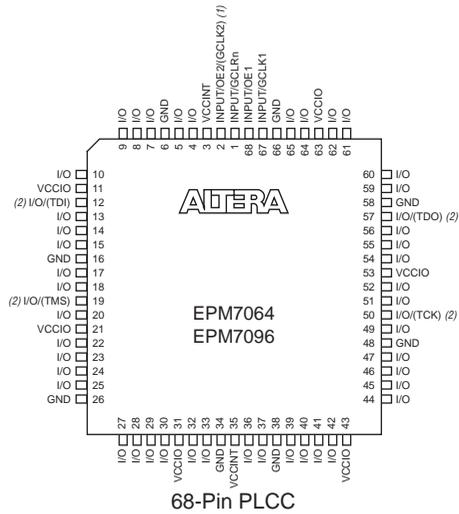 I/O
I/O
I/O
GND
I/O
I/O
VCCINT
INPUT/OE2/(GCLK2) (1)
INPUT/GCLRn
INPUT/OE1
INPUT/GCLK1
GND
I/O
I/O
VCCIO
I/O
I/O
9 8 7 6 5 4 3 2 1 68 67 66 65 64 63 62 61
I/O 10
VCCIO 11
(2) I/O/(TDI) 12
I/O 13
I/O 14
I/O 15
GND 16
I/O 17
I/O 18
(2) I/O/(TMS) 19
I/O 20
VCCIO 21
I/O 22
I/O 23
I/O 24
I/O 25
GND 26
ALTERA
EPM7064
EPM7096
60 I/O
59 I/O
58 GND
57 I/O/(TDO) (2)
56 I/O
55 I/O
54 I/O
53 VCCIO
52 I/O
51 I/O
50 I/O/(TCK) (2)
49 I/O
48 GND
47 I/O
46 I/O
45 I/O
44 I/O
27 28 29 30 31 32 33 34 35 36 37 38 39 40 41 42 43
I/O
I/O
I/O
I/O
VCCIO
I/O
I/O
GND
VCCINT
I/O
I/O
GND
I/O
I/O
I/O
I/O
VCCIO
68-Pin PLCC